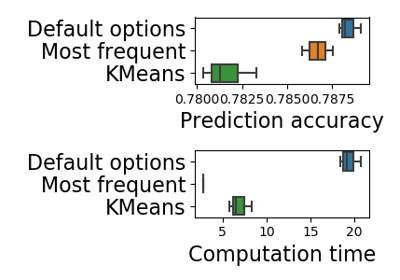 Default options
Most frequent
KMeans
0.7800 0.7825 0.7850 0.7875
Prediction accuracy
Default options
Most frequent
KMeans
5 10 15 20
Computation time